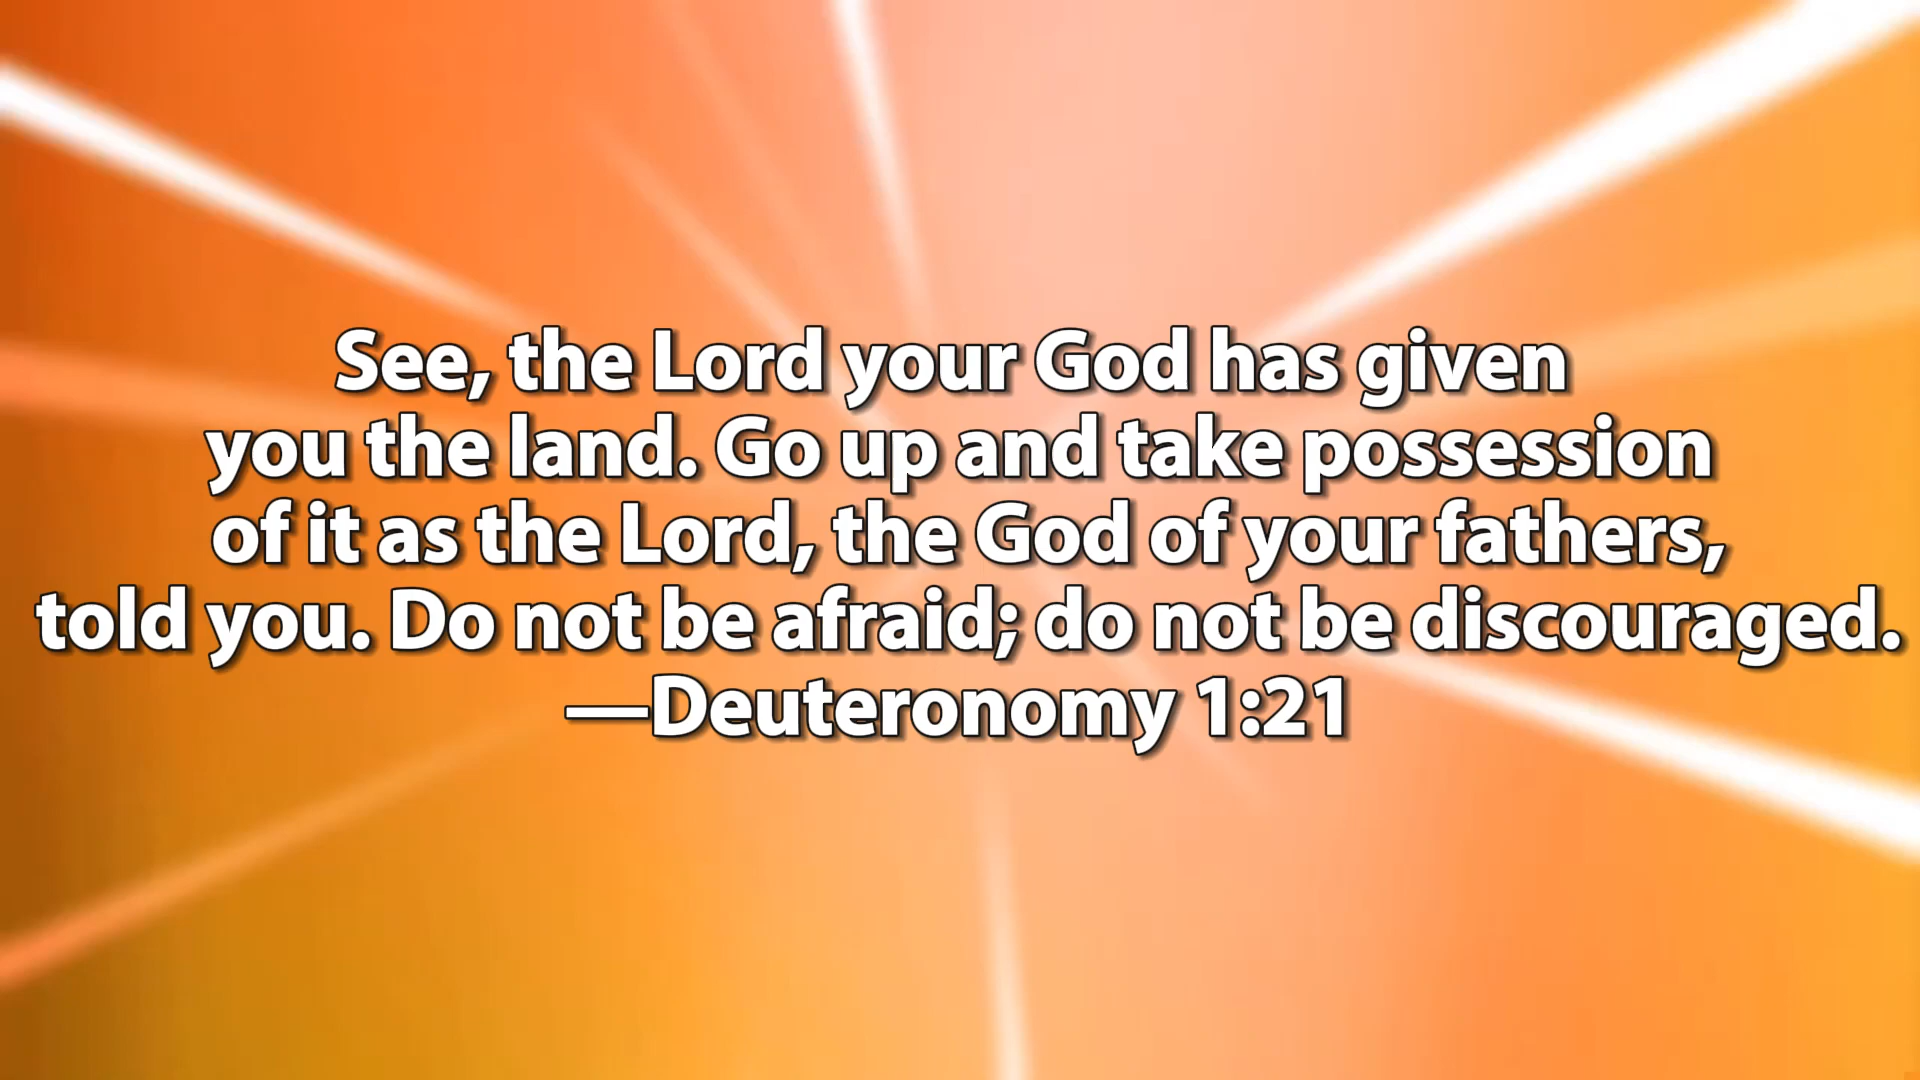 See, the Lord your God has given
you the land. Go up and take possession
of it as the Lord, the God of your fathers,
told you. Do not be afraid; do not be discouraged.
—Deuteronomy 1:21